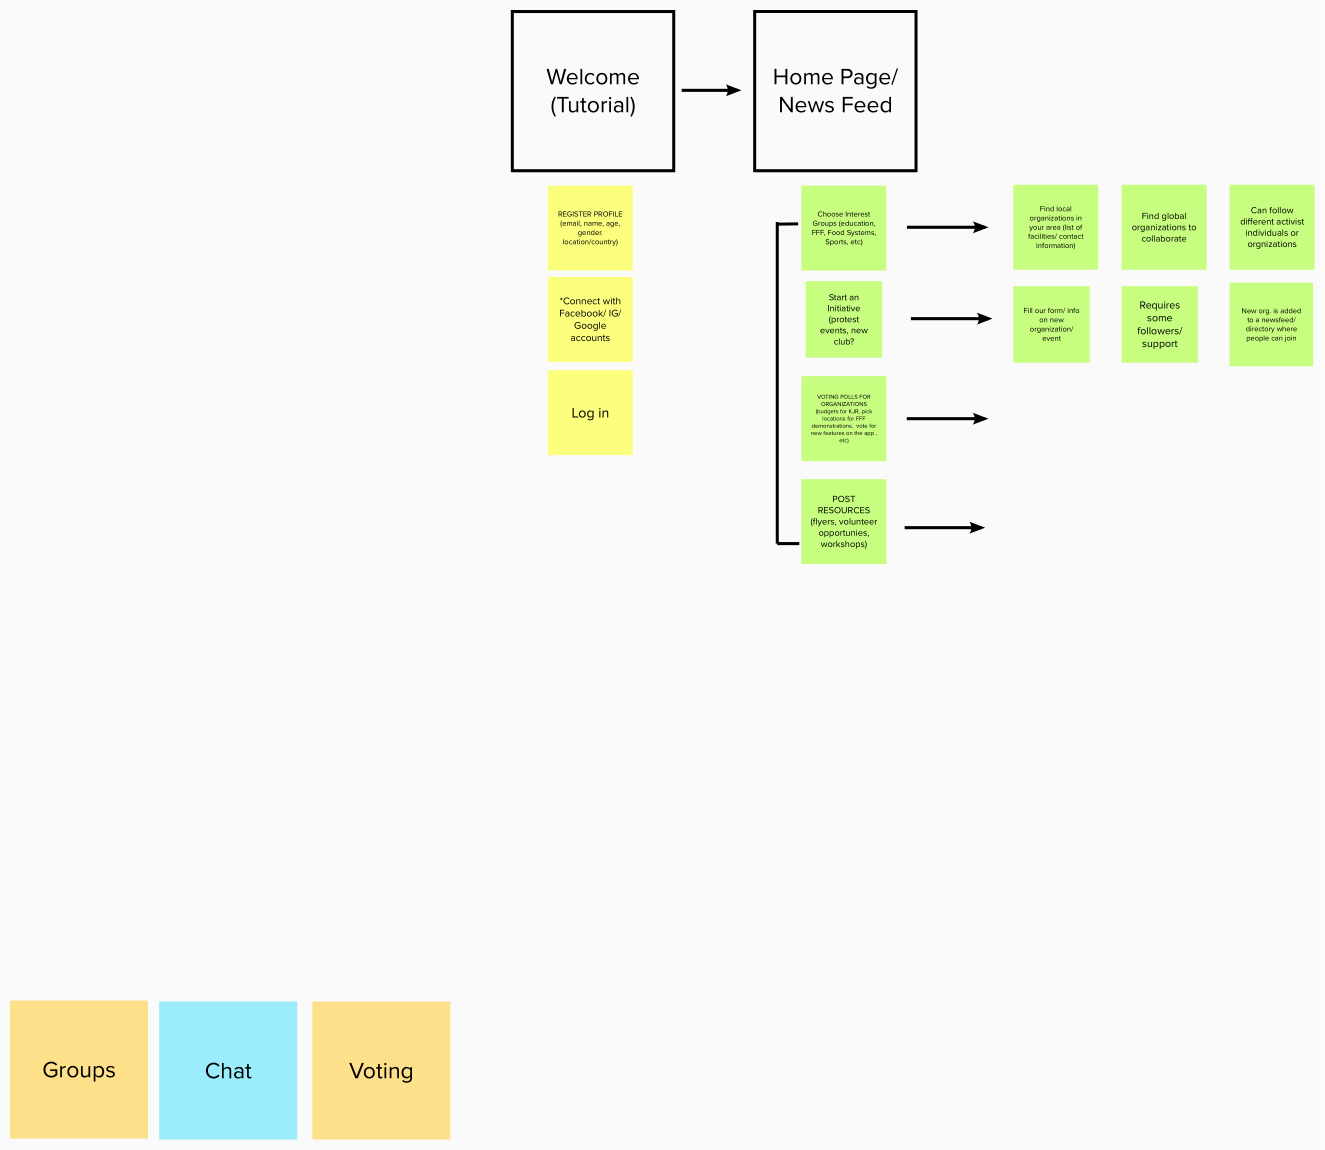 Welcome
(Tutorial)
Home Page/
News Feed
REGISTER PROFILE
(email, name, age,
gender.
location/country)
*Connect with
Facebook/ IG/
Google
accounts
Log in
Choose Interest
Groups (education,
FFF, Food Systems,
Sports, etc)
Find local
organizations in
your area (list of
facilities/ contact
information)
Find global
organizations to
collaborate
Can follow
different activist
individuals or
orgnizations
Start an
Initiative
(protest
events, new
club?
Fill our form/ info
on new
organization/
event
Requires
some
followers/
support
New org. is added
to a newsfeed/
directory where
people can join
VOTING POLLS FOR
ORGANIZATIONS
(budgets for KJR, pick
locations for FFF
demonstrations, vote for
new features on the app ,
etc)
POST
RESOURCES
(flyers, volunteer
opportunies,
workshops)
Groups
Chat
Voting